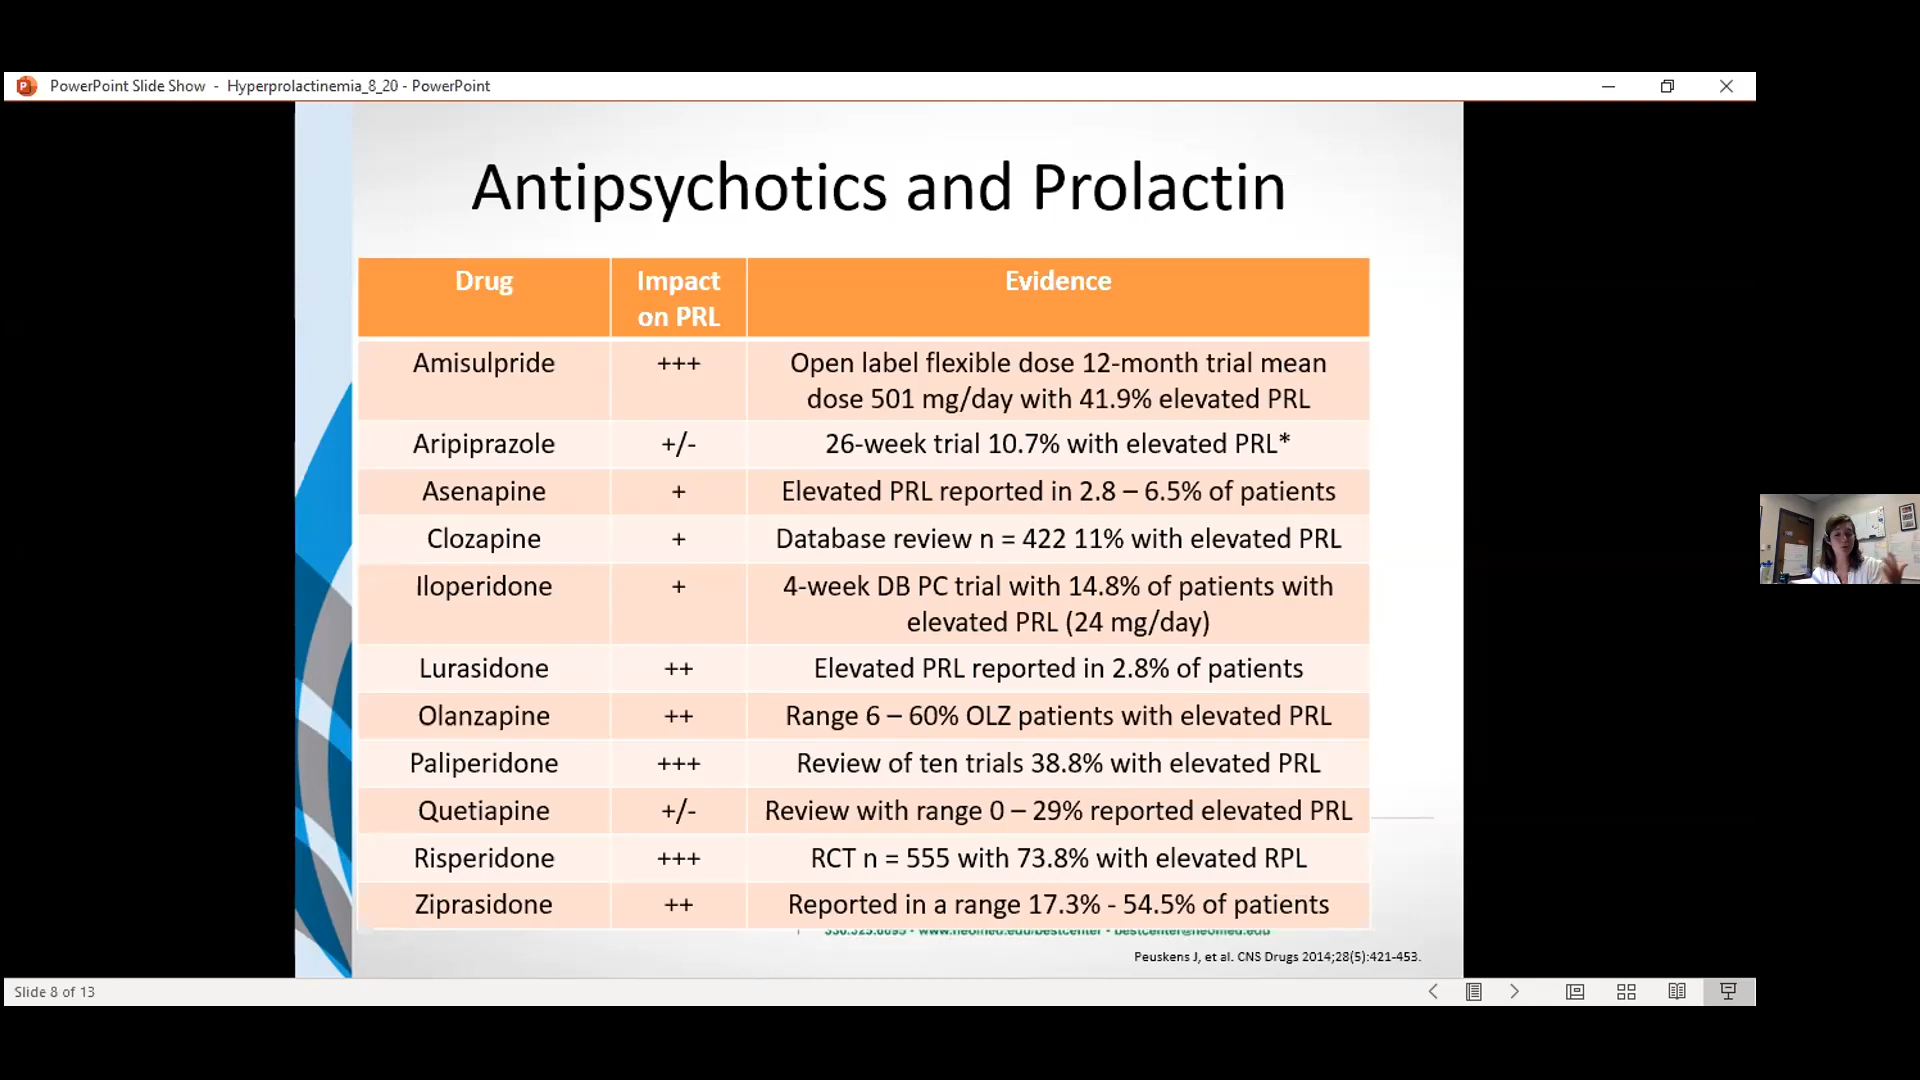 PowerPoint Slide Show - Hyperprolactinemia_8_20 - PowerPoint
Antipsychotics and Prolactin
Drug
Impact
on PRL
Evidence
Amisulpride
+++
Open label flexible dose 12-month trial mean
dose 501 mg/day with 41.9% elevated PRL
Aripiprazole
+/-
26-week trial 10.7% with elevated PRL*
Asenapine
+
Elevated PRL reported in 2.8 – 6.5% of patients
Clozapine
+
Database review n = 422 11% with elevated PRL
Iloperidone
+
4-week DB PC trial with 14.8% of patients with
elevated PRL (24 mg/day)
Lurasidone
++
Elevated PRL reported in 2.8% of patients
Olanzapine
++
Range 6 – 60% OLZ patients with elevated PRL
Paliperidone
+++
Review of ten trials 38.8% with elevated PRL
Quetiapine
+/-
Review with range 0 – 29% reported elevated PRL
Risperidone
+++
RCT n = 555 with 73.8% with elevated RPL
Ziprasidone
++
Reported in a range 17.3% - 54.5% of patients
www.neomed.edu/bestcenter • bestcenter@neomed.edu
Peuskens J, et al. CNS Drugs 2014;28(5):421-453.
Slide 8 of 13